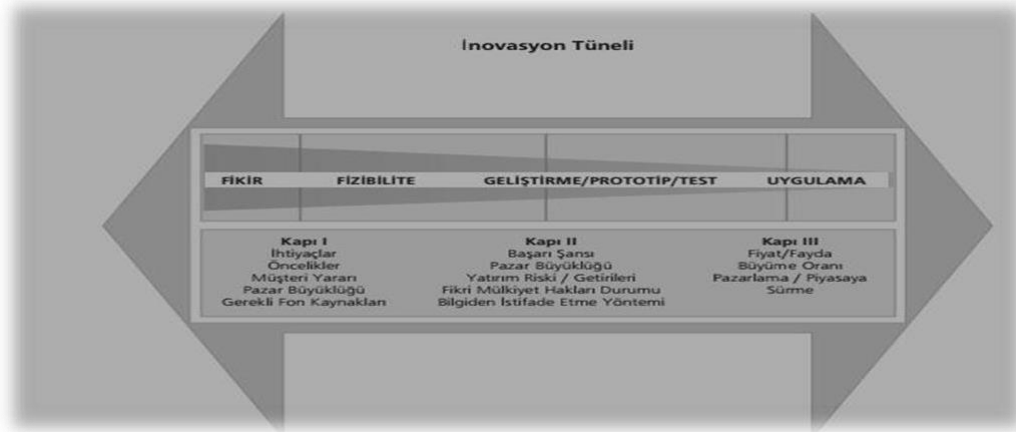 İnovasyon Tüneli
FİKİR FİZİBİLİTE GELİŞTİRME/PROTOTİP/TEST UYGULAMA
Kapı I
İhtiyaçlar
Öncelikler
Müşteri Yararı
Pazar Büyüklüğü
Gerekli Fon Kaynakları
Kapı II
Başarı Şansı
Pazar Büyüklüğü
Yatırım Riski / Getirileri
Fikri Mülkiyet Hakları Durumu
Bilgiden İstifade Etme Yöntemi
Kapı III
Fiyat/Fayda
Büyüme Oranı
Pazarlama / Piyasaya
Sürme